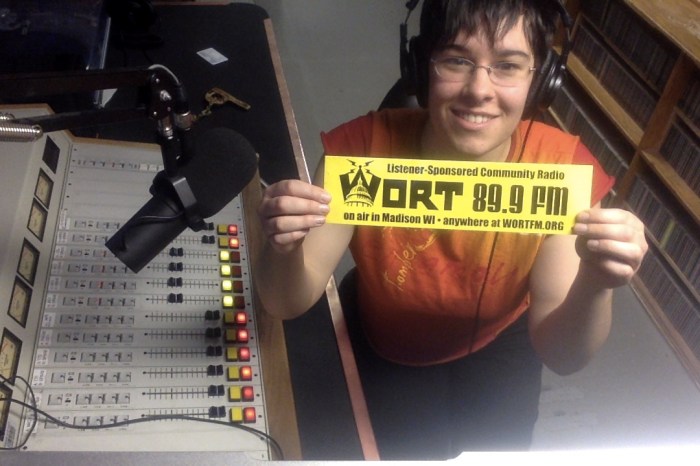 Listener-Sponsored Community Radio
WORT 89.9 FM
on air in Madison WI • anywhere at WORTFM.ORG